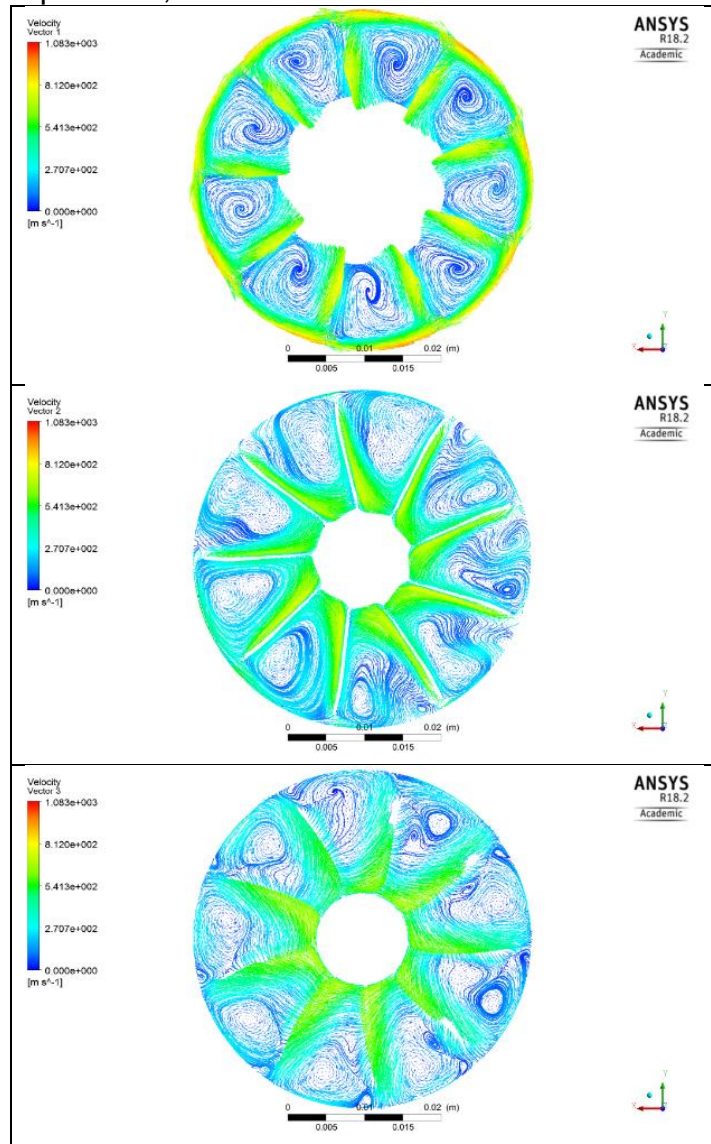 Velocity
Vector 1
1.083e+003
8.120e+002
5.413e+002
2.707e+002
0.000e+000
[m s^-1]
ANSYS
R18.2
Academic
0
0.01
0.02 (m)
0.005
0.015
Y
X
Velocity
Vector 2
1.083e+003
8.120e+002
5.413e+002
2.707e+002
0.000e+000
[m s^-1]
ANSYS
R18.2
Academic
0
0.01
0.02 (m)
0.005
0.015
Y
X
Velocity
Vector 3
1.083e+003
8.120e+002
5.413e+002
2.707e+002
0.000e+000
[m s^-1]
ANSYS
R18.2
Academic
0
0.01
0.02 (m)
0.005
0.015
Y
X